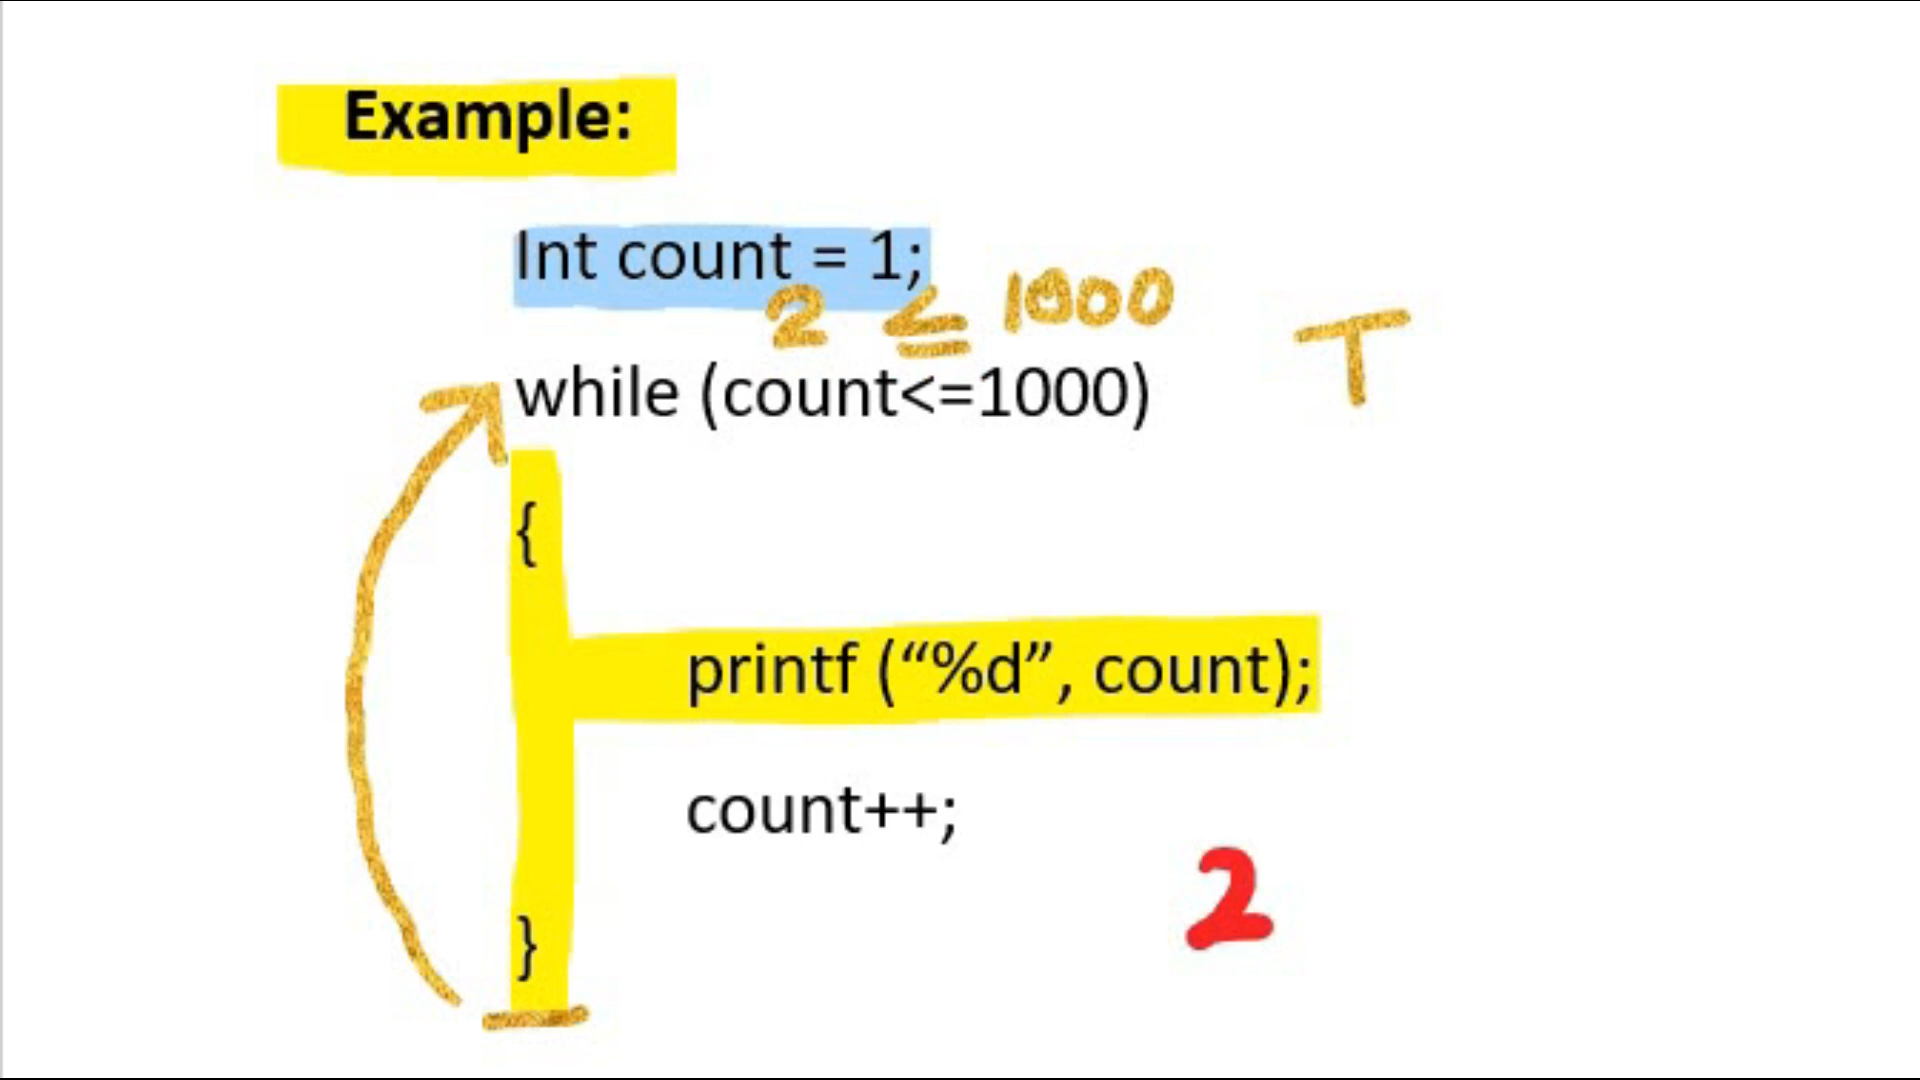 Example:
Int count = 1;
2 ≤ 1000 T
while (count<=1000)
{
printf (“%d”, count);
count++;
2
}